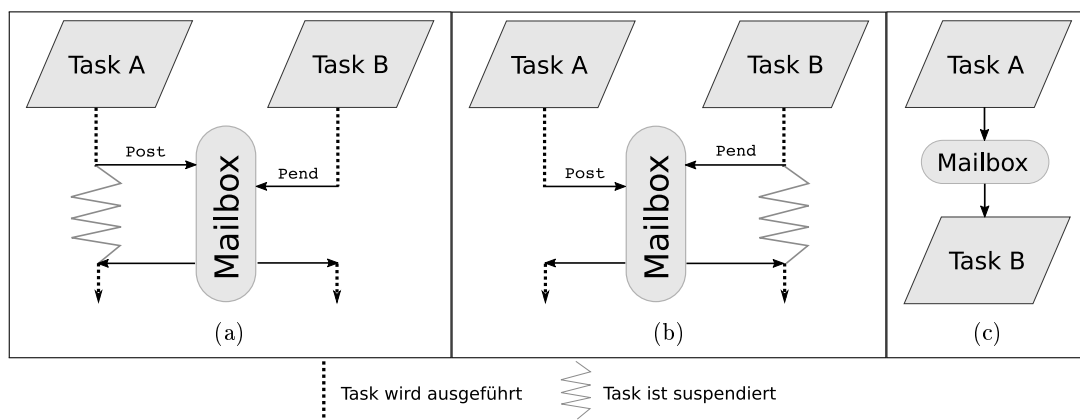 Task A
Task B
Post
Pend
Mailbox
(a)
Task A
Task B
Pend
Post
Mailbox
(b)
Task A
Mailbox
Task B
(c)
Task wird ausgeführt
Task ist suspendiert